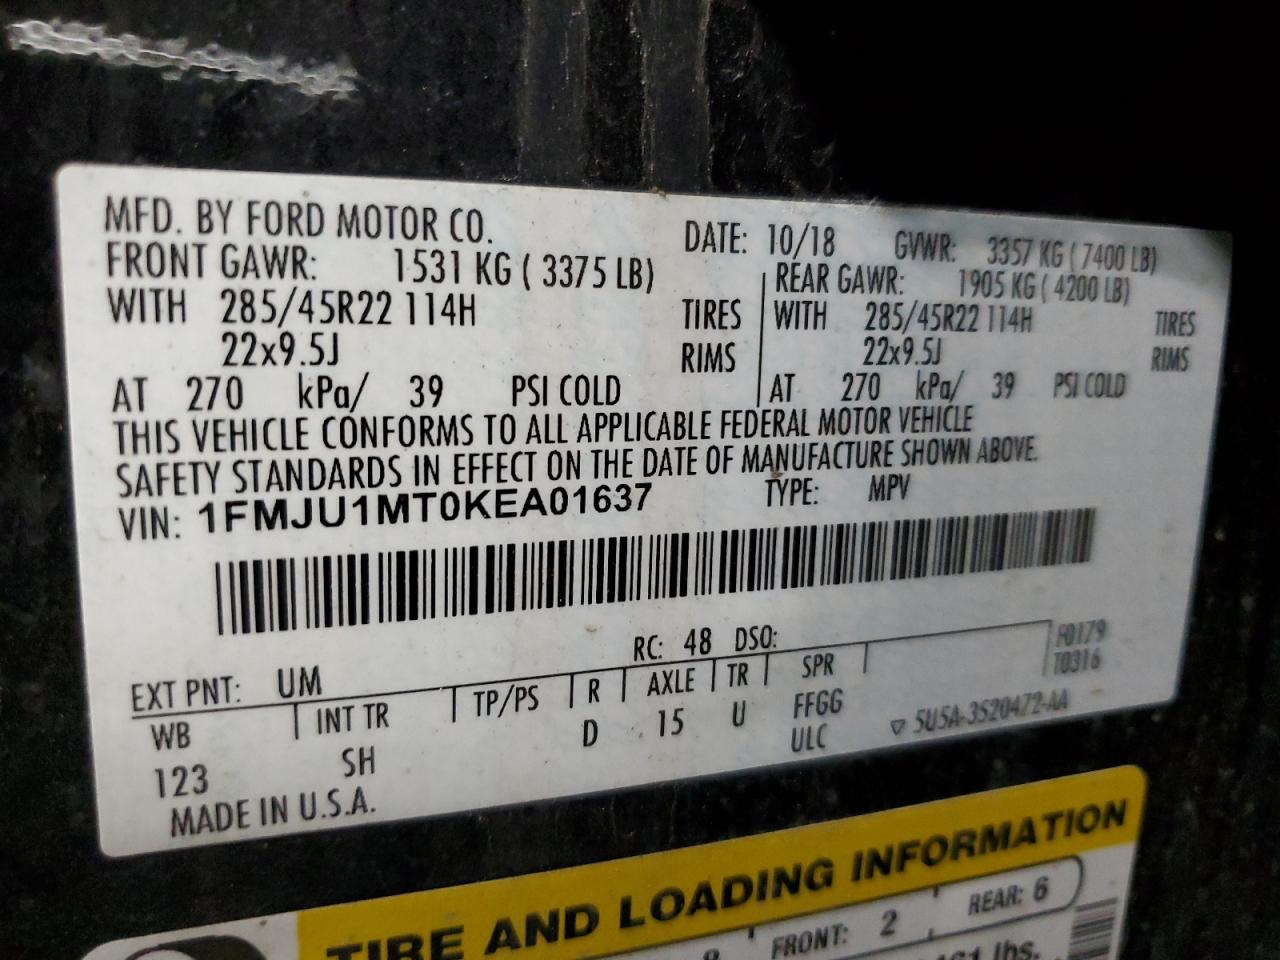 MFD. BY FORD MOTOR CO.
DATE: 10/18 GVWR: 3357 KG ( 7400 LB)
FRONT GAWR: 1531 KG ( 3375 LB) REAR GAWR: 1905 KG ( 4200 LB)
WITH 285/45R22 114H TIRES WITH 285/45R22 114H TIRES
22x9.5J RIMS 22x9.5J RIMS
AT 270 kPa/ 39 PSI COLD AT 270 kPa/ 39 PSI COLD
THIS VEHICLE CONFORMS TO ALL APPLICABLE FEDERAL MOTOR VEHICLE
SAFETY STANDARDS IN EFFECT ON THE DATE OF MANUFACTURE SHOWN ABOVE.
VIN: 1FMJU1MT0KEA01637 TYPE: MPV
EXT PNT: UM RC: 48 DSO: F0179
T0316
WB INT TR TP/PS R AXLE TR SPR
123 SH D 15 U FFGG
ULC
5U5A-3520472-AA
MADE IN U.S.A.
TIRE AND LOADING INFORMATION
FRONT: 2 REAR: 6
lbs.